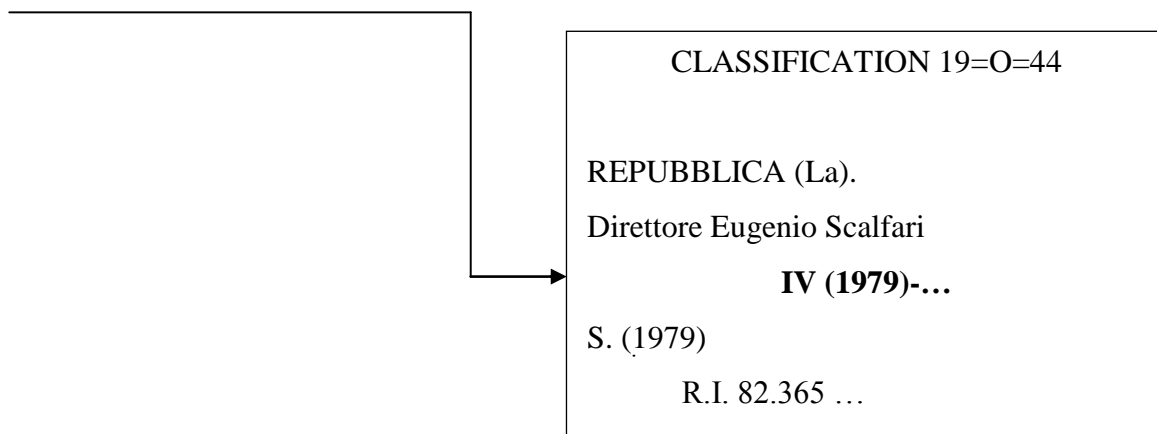 CLASSIFICATION 19=O=44
REPUBBLICA (La).
Direttore Eugenio Scalfari
IV (1979)-…
S. (1979)
R.I. 82.365 …